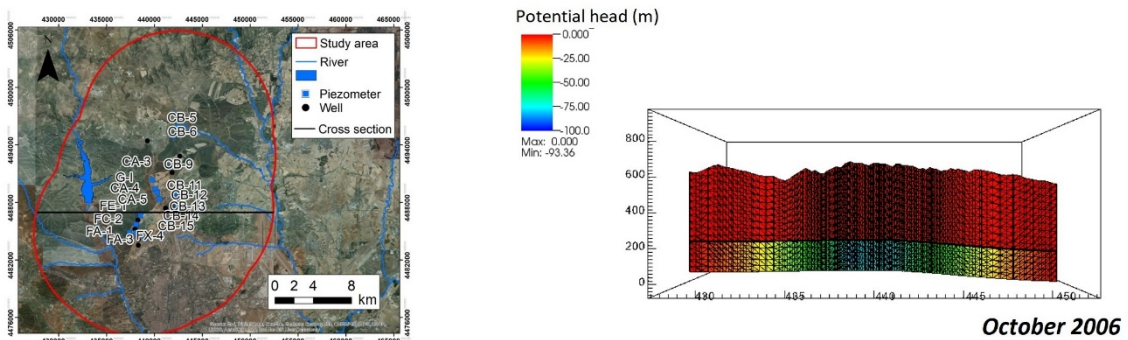 430000 435000 440000 445000 450000 455000 460000
4506000
4500000
4494000
4488000
4482000
4476000
N
Study area
River
Piezometer
Well
Cross section
CB-5
CB-6
CA-3
CB-9
G-I
CA-4
CB-11
CA-5
CB-12
FE-1
CB-13
FC-2
CB-14
FA-1
CB-15
FA-3
FX-4
0 2 4 8
km
Potential head (m)
0.000
-25.00
-50.00
-75.00
-100.0
Max: 0.000
Min: -93.36
800
600
400
200
0
430 435 440 445 450
October 2006